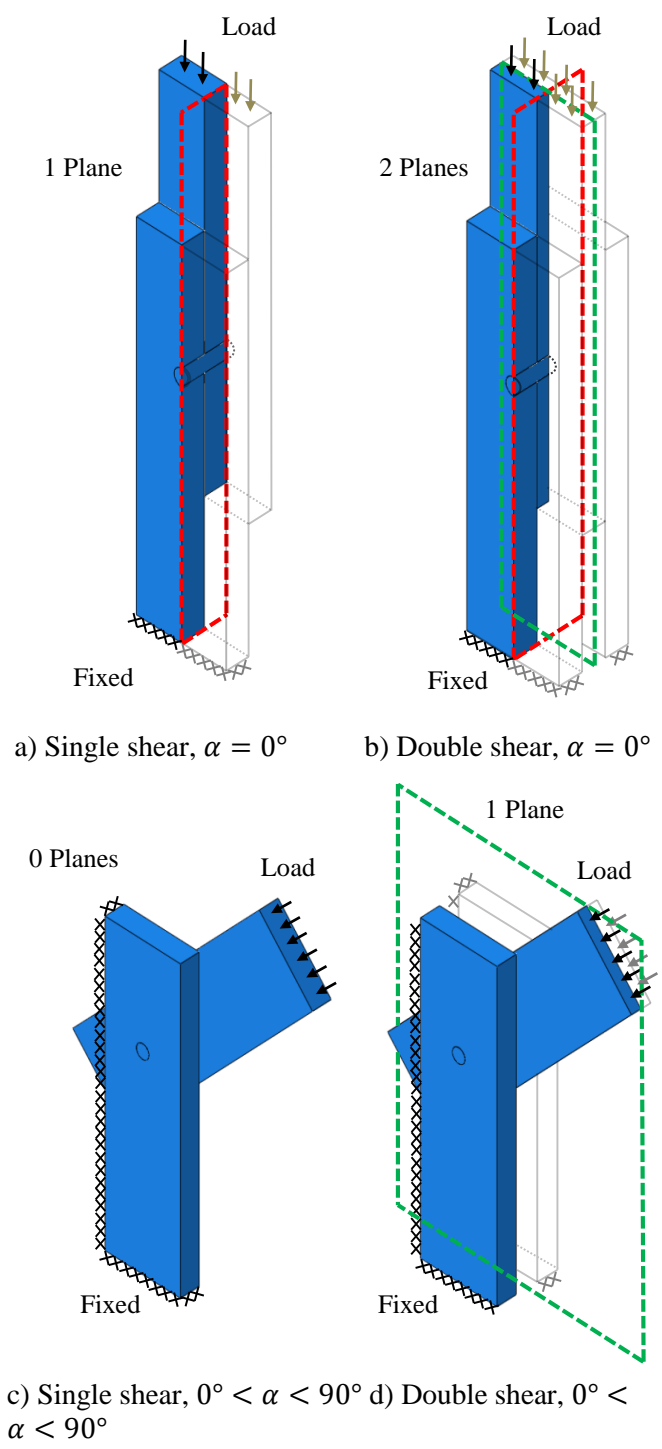 Load
Load
1 Plane
2 Planes
Fixed
Fixed
a) Single shear, 𝛼 = 0°
b) Double shear, 𝛼 = 0°
1 Plane
0 Planes
Load
Load
Fixed
Fixed
c) Single shear, 0° < 𝛼 < 90° d) Double shear, 0° <
𝛼 < 90°